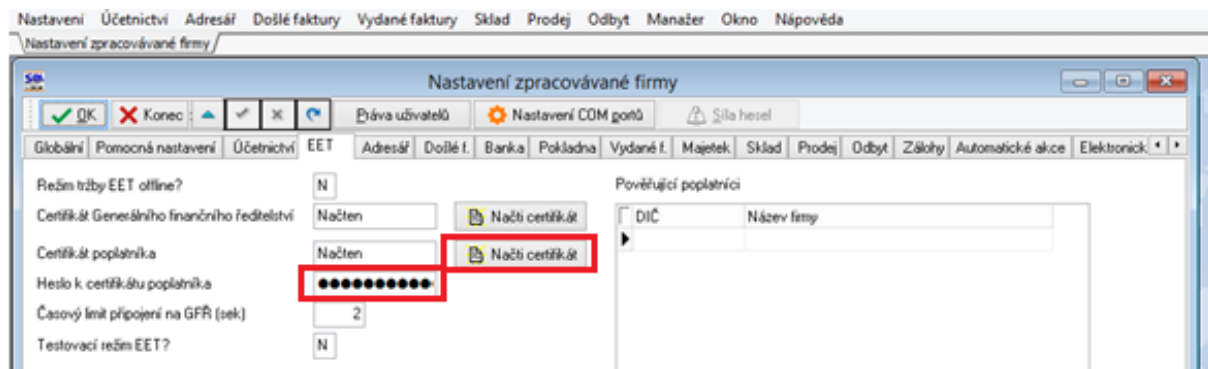 Nastavení Účetnictví Adresář Došlé faktury Vydané faktury Sklad Prodej Odbyt Manažer Okno Nápověda
Nastavení zpracovávané firmy
Nastavení zpracovávané firmy
OK Konec Práva uživatelů Nastavení COM portů Síla hesel
Globální Pomocná nastavení Účetnictví EET Adresář Došlé f. Banka Pokladna Vydané f. Majetek Sklad Prodej Odbyt Zálohy Automatické akce Elektronick
Režim tržby EET offline? N Pověřující poplatníci
Certifikát Generálního finančního ředitelství Načten Načti certifikát DIČ Název firmy
Certifikát poplatníka Načten Načti certifikát
Heslo k certifikátu poplatníka ●●●●●●●●●●●
Časový limit připojení na GFŘ (sek) 2
Testovací režim EET? N